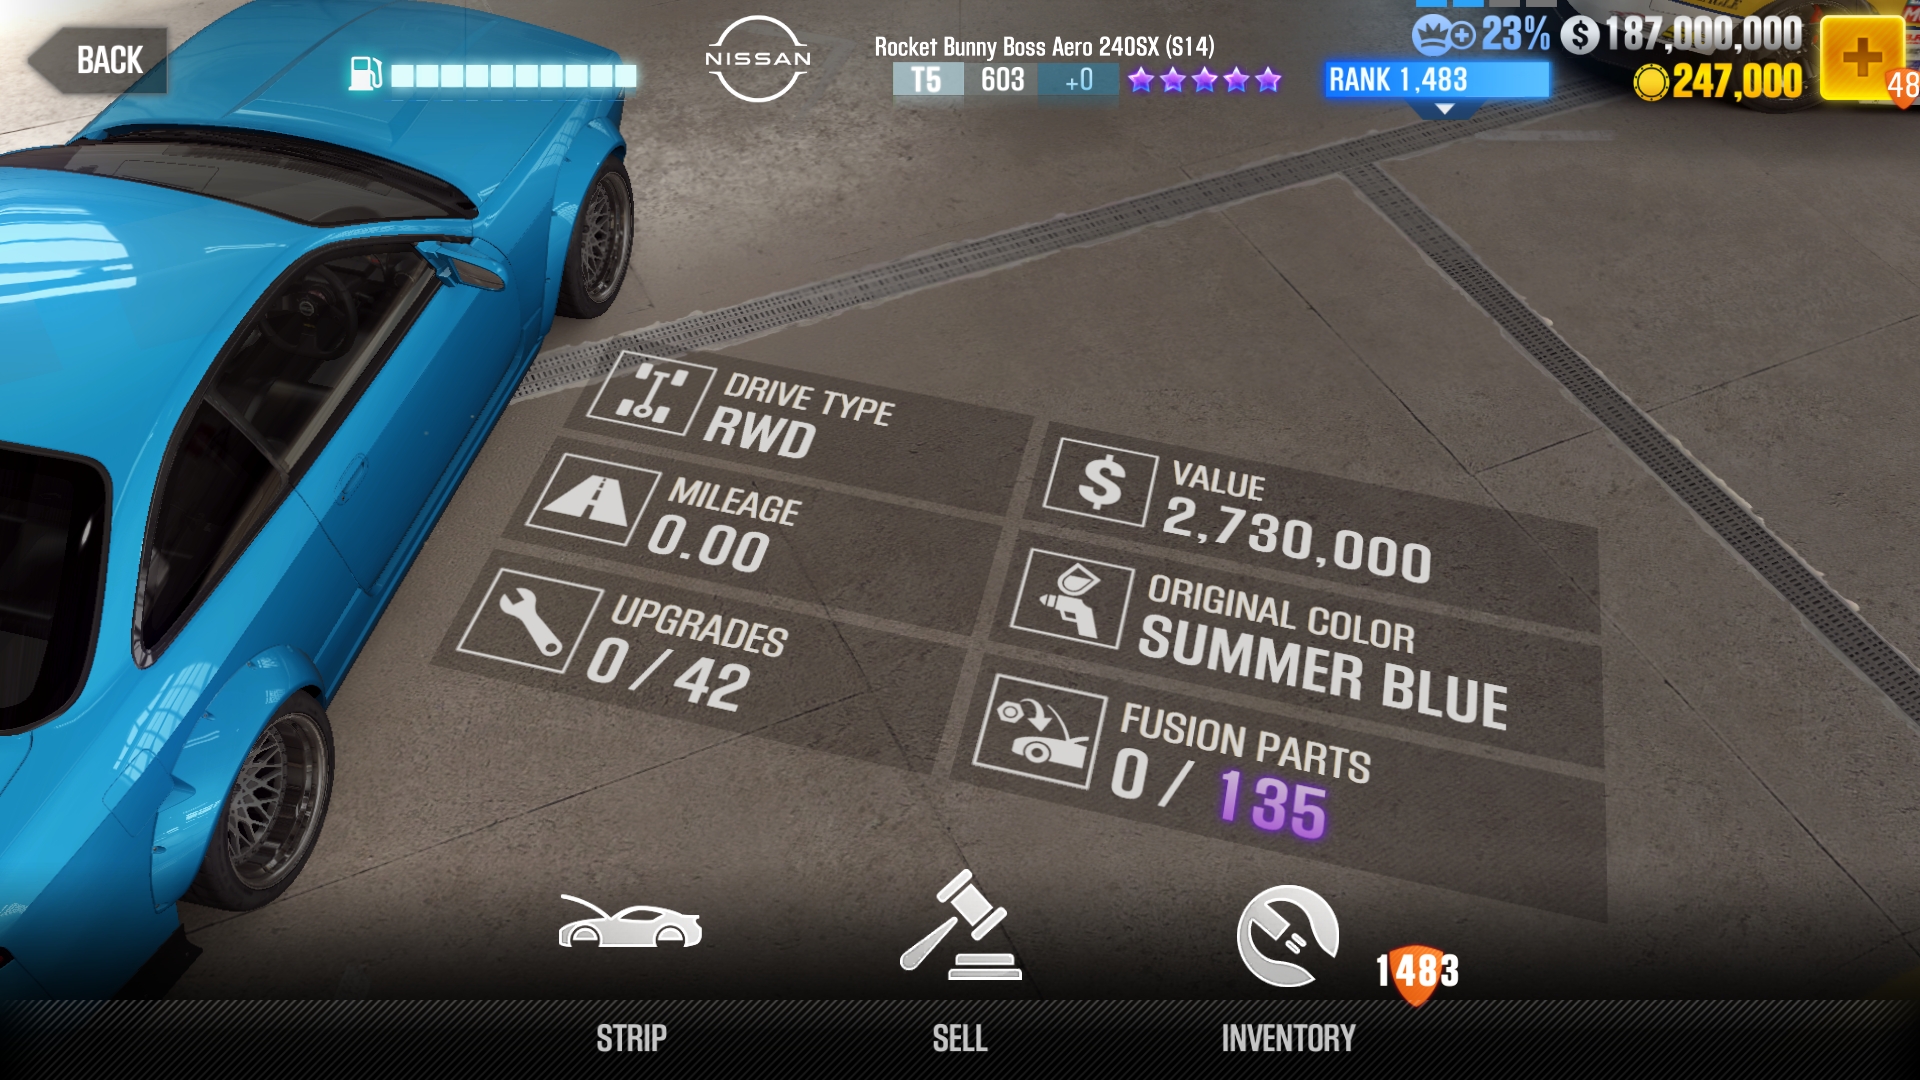 BACK
NISSAN
Rocket Bunny Boss Aero 240SX (S14)
T5 603 +0
23%
RANK 1,483
$ 187,000,000
247,000
48
DRIVE TYPE
RWD
MILEAGE
0.00
UPGRADES
0 / 42
$ VALUE
2,730,000
ORIGINAL COLOR
SUMMER BLUE
FUSION PARTS
0 / 135
1483
STRIP
SELL
INVENTORY